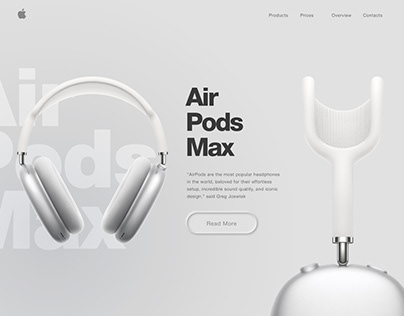 Products Prices Overview Contacts
Air
Pods
Max
Air
Pods
Max
"AirPods are the most popular headphones
in the world, beloved for their effortless
setup, incredible sound quality, and iconic
design." said Greg Joswiak
Read More